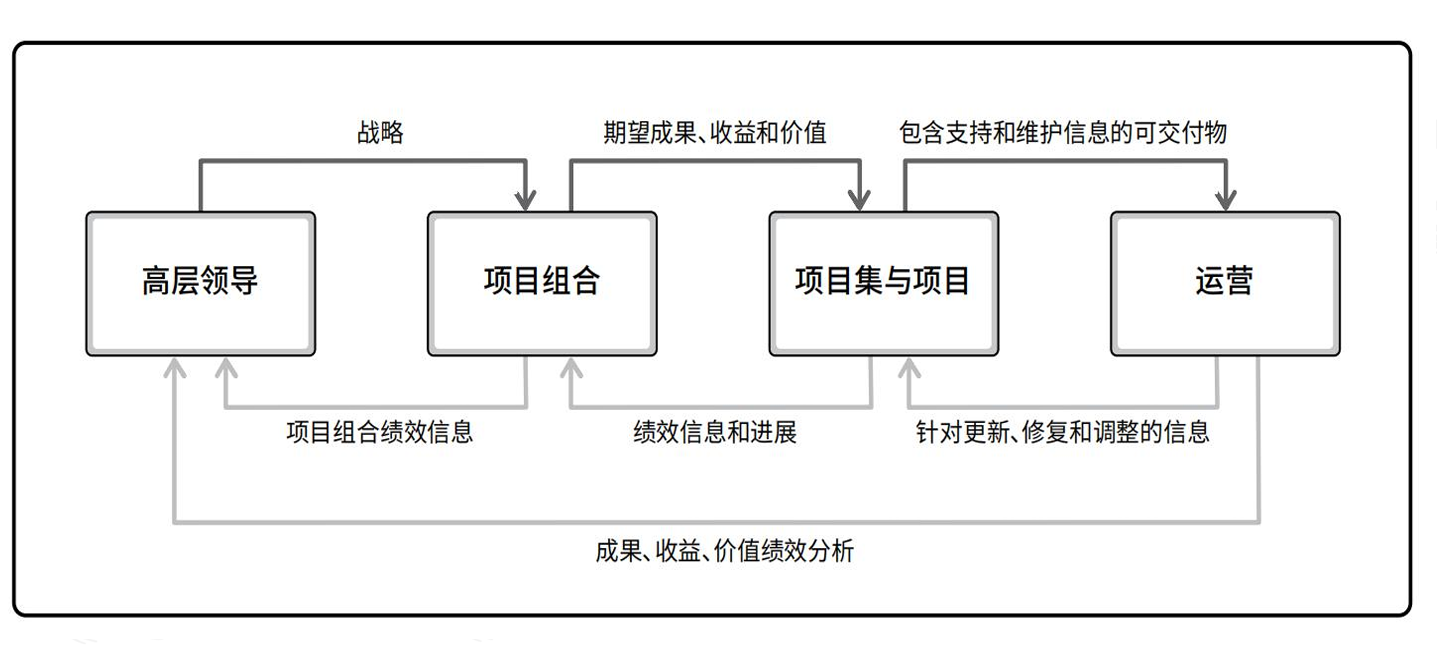 战略
期望成果、收益和价值
包含支持和维护信息的可交付物
高层领导
项目组合
项目集与项目
运营
项目组合绩效信息
绩效信息和进展
针对更新、修复和调整的信息
成果、收益、价值绩效分析